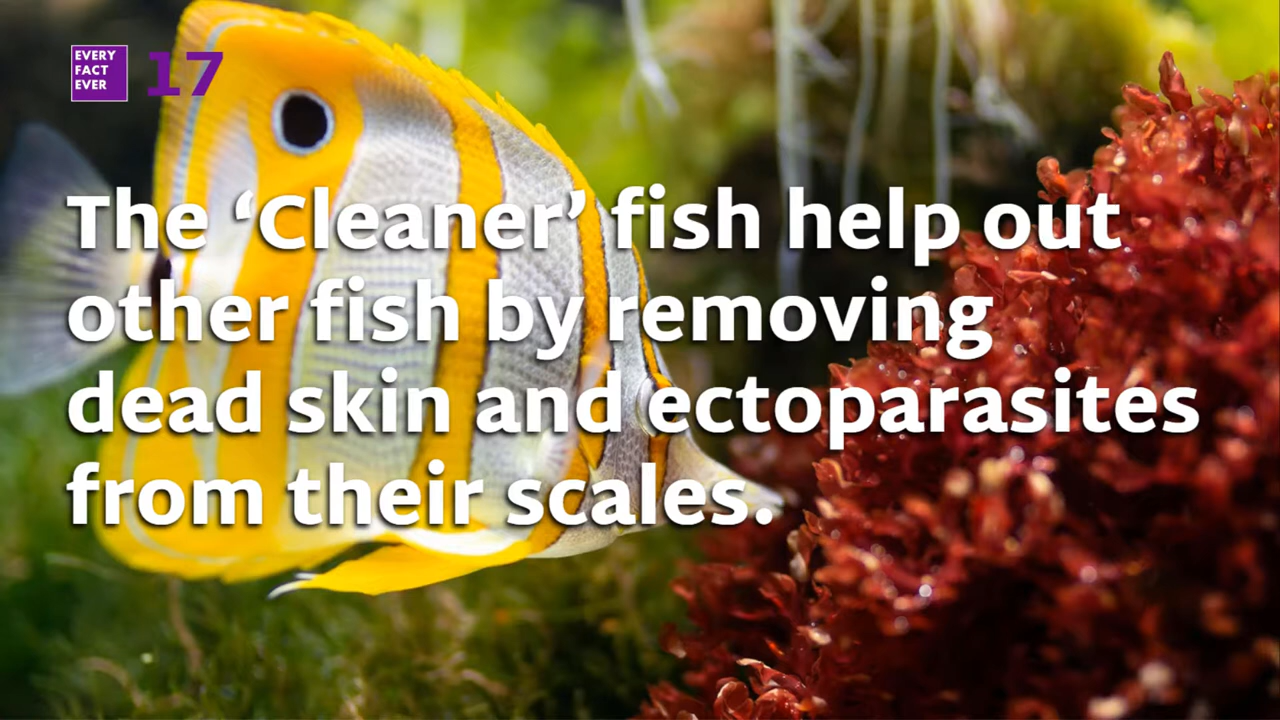 EVERY
FACT
EVER
17
The ‘Cleaner’ fish help out
other fish by removing
dead skin and ectoparasites
from their scales.